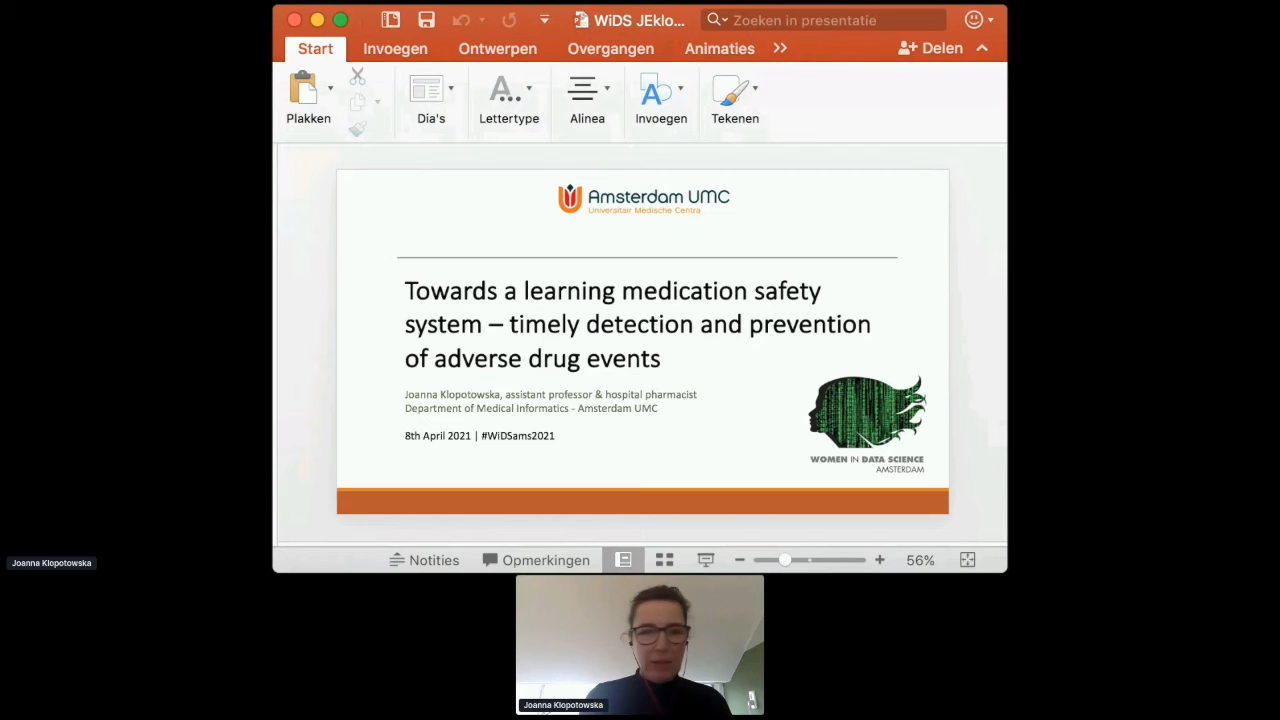 WiDS JEklo...
Zoeken in presentatie
Start
Invoegen
Ontwerpen
Overgangen
Animaties
Delen
Plakken
Dia's
Lettertype
Alinea
Invoegen
Tekenen
Amsterdam UMC
Universitair Medische Centra
Towards a learning medication safety
system – timely detection and prevention
of adverse drug events
Joanna Klopotowska, assistant professor & hospital pharmacist
Department of Medical Informatics - Amsterdam UMC
8th April 2021 | #WiDSams2021
WOMEN IN DATA SCIENCE
AMSTERDAM
Notities
Opmerkingen
56%
Joanna Klopotowska
Joanna Klopotowska